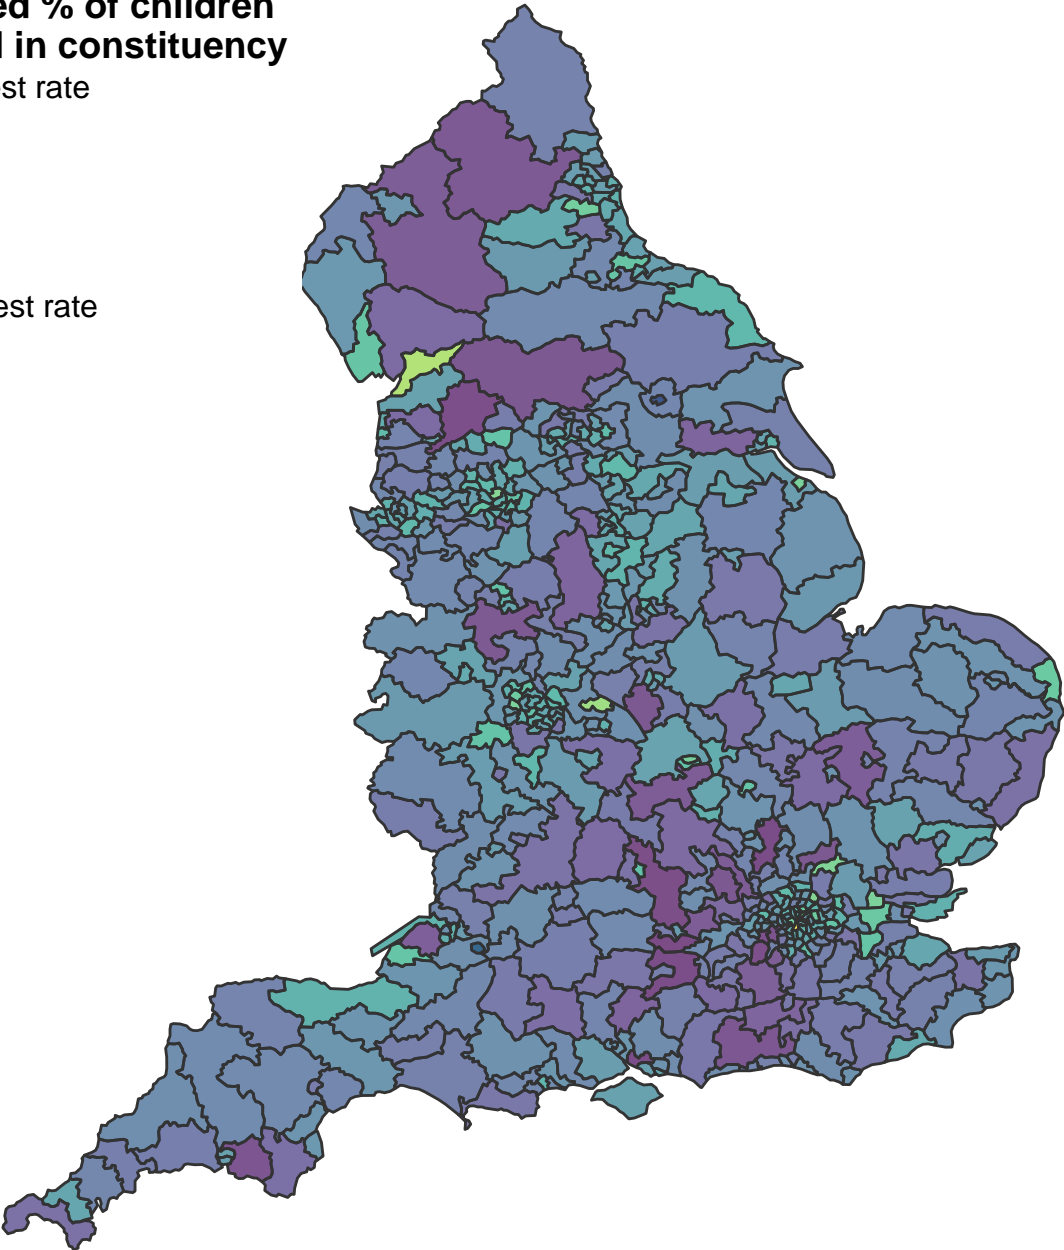 ed % of children
in constituency
est rate
est rate